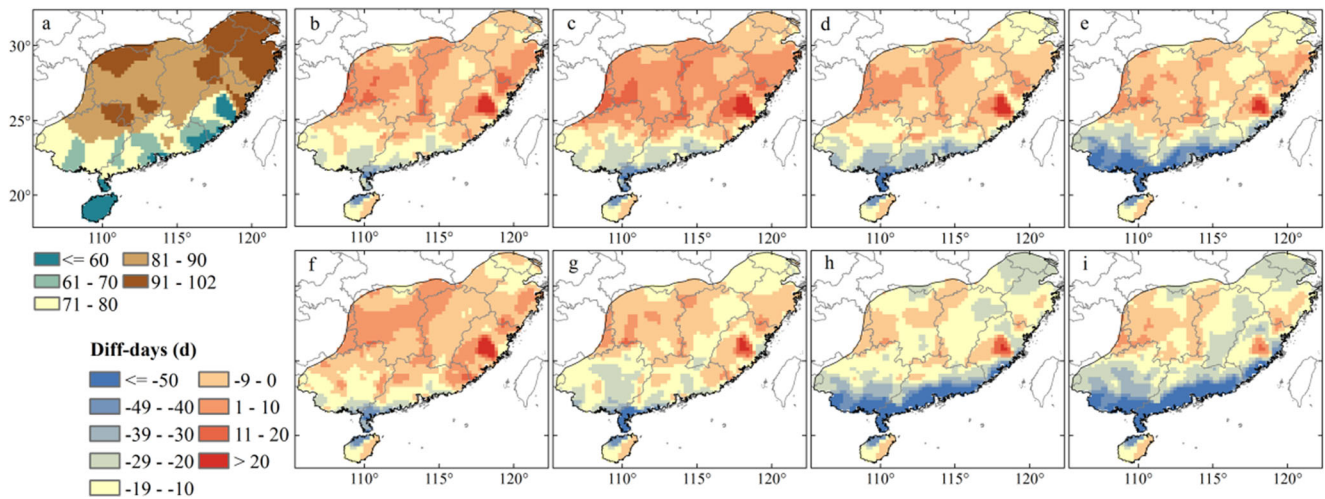 a b c d e
30°
25°
20°
110° 115° 120° 110° 115° 120° 110° 115° 120° 110° 115° 120° 110° 115° 120°
<= 60 81 - 90
61 - 70 91 - 102
71 - 80
f g h i
Diff-days (d)
<= -50 -9 - 0
-49 - -40 1 - 10
-39 - -30 11 - 20
-29 - -20 > 20
-19 - -10
110° 115° 120° 110° 115° 120° 110° 115° 120° 110° 115° 120°